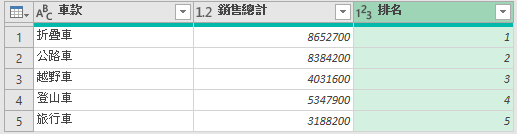 ABC 車款 1.2 銷售總計 123 排名
1 折疊車 8652700 1
2 公路車 8384200 2
3 越野車 4031600 3
4 登山車 5347900 4
5 旅行車 3188200 5